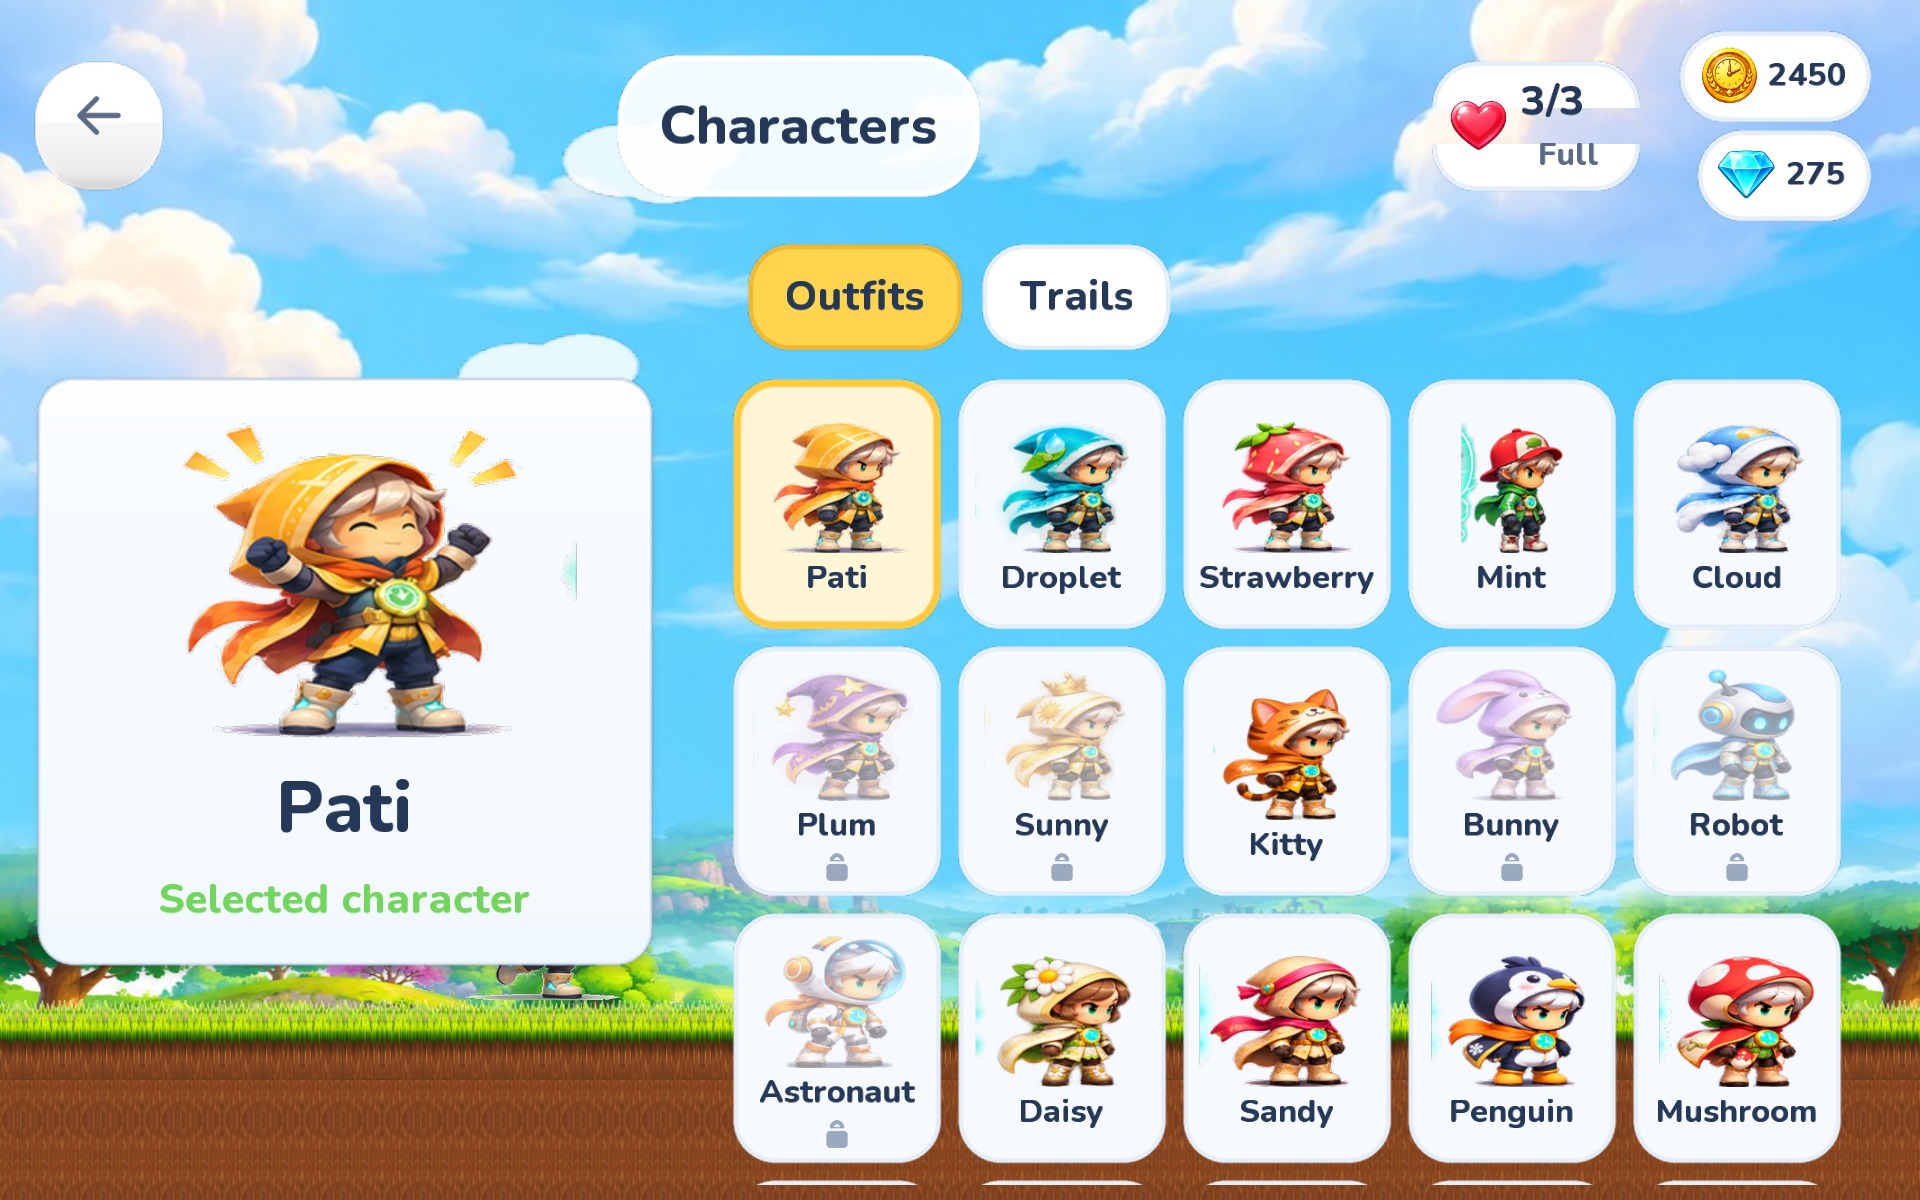 Characters
3/3
Full
2450
275
Outfits
Trails
Pati
Selected character
Pati
Droplet
Strawberry
Mint
Cloud
Plum
Sunny
Kitty
Bunny
Robot
Astronaut
Daisy
Sandy
Penguin
Mushroom